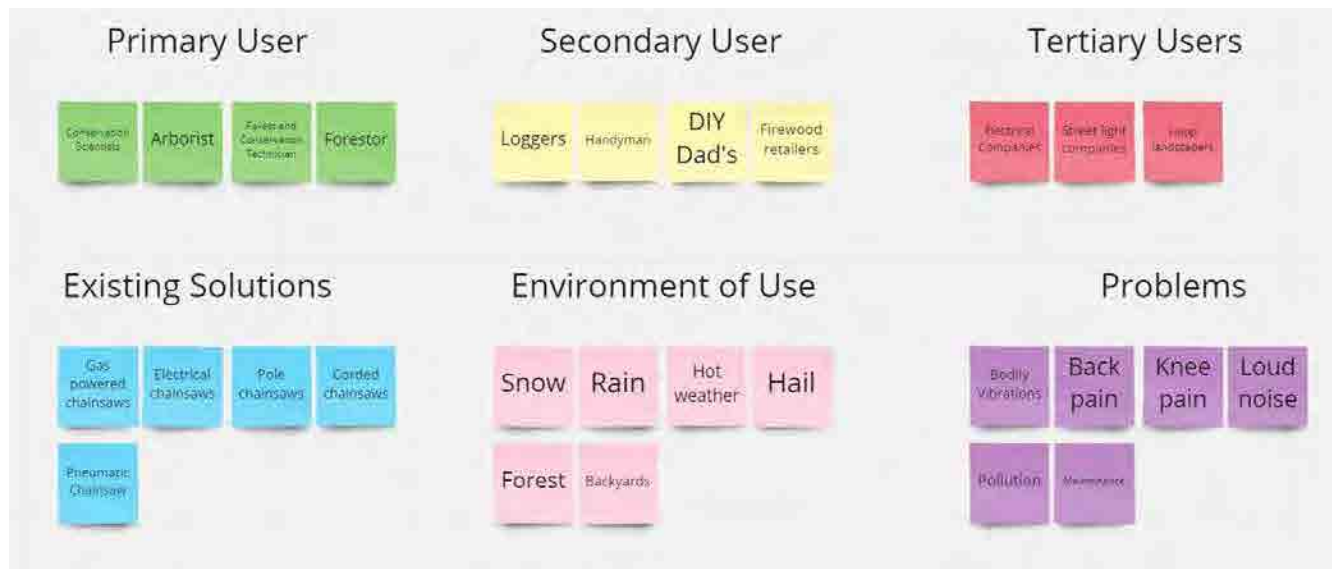 Primary User
Secondary User
Tertiary Users
Conservation
Scientists
Arborist
Forest and
Conservation
Technician
Forestor
Loggers
Handyman
DIY
Dad's
Firewood
retailers
Electrical
Companies
Street light
companies
landscapers
Existing Solutions
Environment of Use
Problems
Gas
powered
chainsaws
Electrical
chainsaws
Pole
chainsaws
Corded
chainsaws
Snow
Rain
Hot
weather
Hail
Bodily
Vibrations
Back
pain
Knee
pain
Loud
noise
Pneumatic
Chainsaw
Forest
Backyards
Pollution
Maintenance